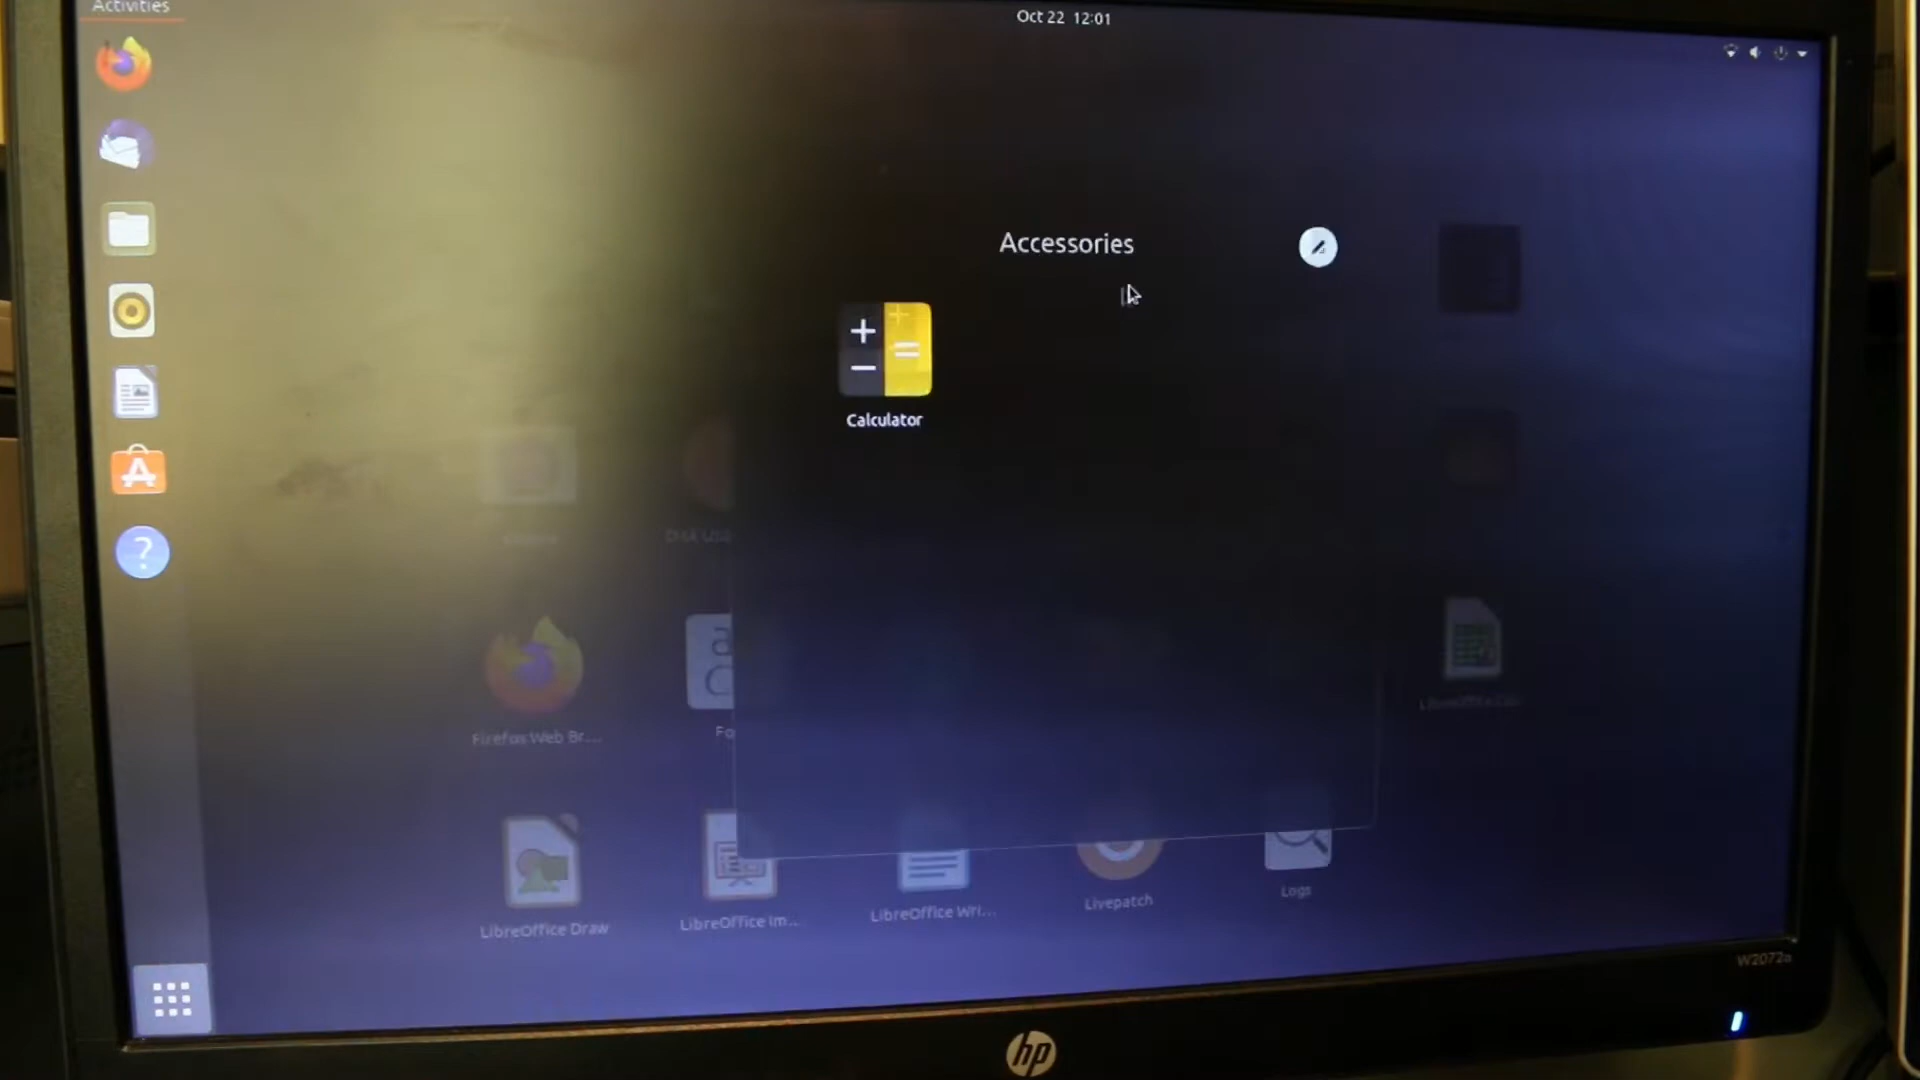 Activities
Oct 22 12:01
Accessories
Calculator
Firefox Web Br...
Fo
LibreOffice Draw
LibreOffice Im...
LibreOffice Wri...
Livepatch
Logs
W2072a
hp